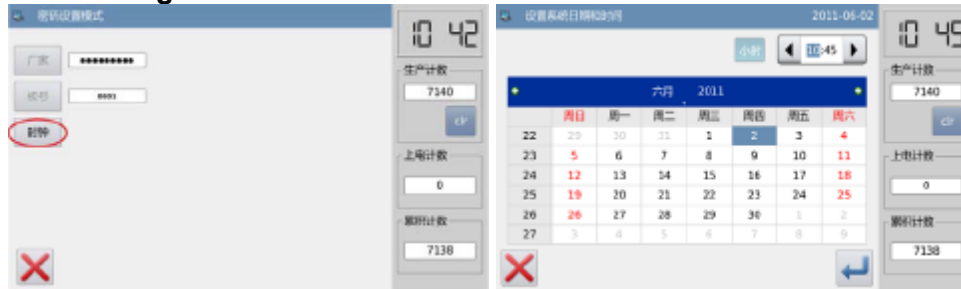 密码设置模式
10 42
厂家 *********
板号 0001
时钟
生产计数
7140
clr
上电计数
0
累积计数
7138
设置系统日期和时间 2011-06-02
小时 10:45
六月 2011
周日 周一 周二 周三 周四 周五 周六
22 29 30 31 1 2 3 4
23 5 6 7 8 9 10 11
24 12 13 14 15 16 17 18
25 19 20 21 22 23 24 25
26 26 27 28 29 30 1 2
27 3 4 5 6 7 8 9
10 45
生产计数
7140
clr
上电计数
0
累积计数
7138